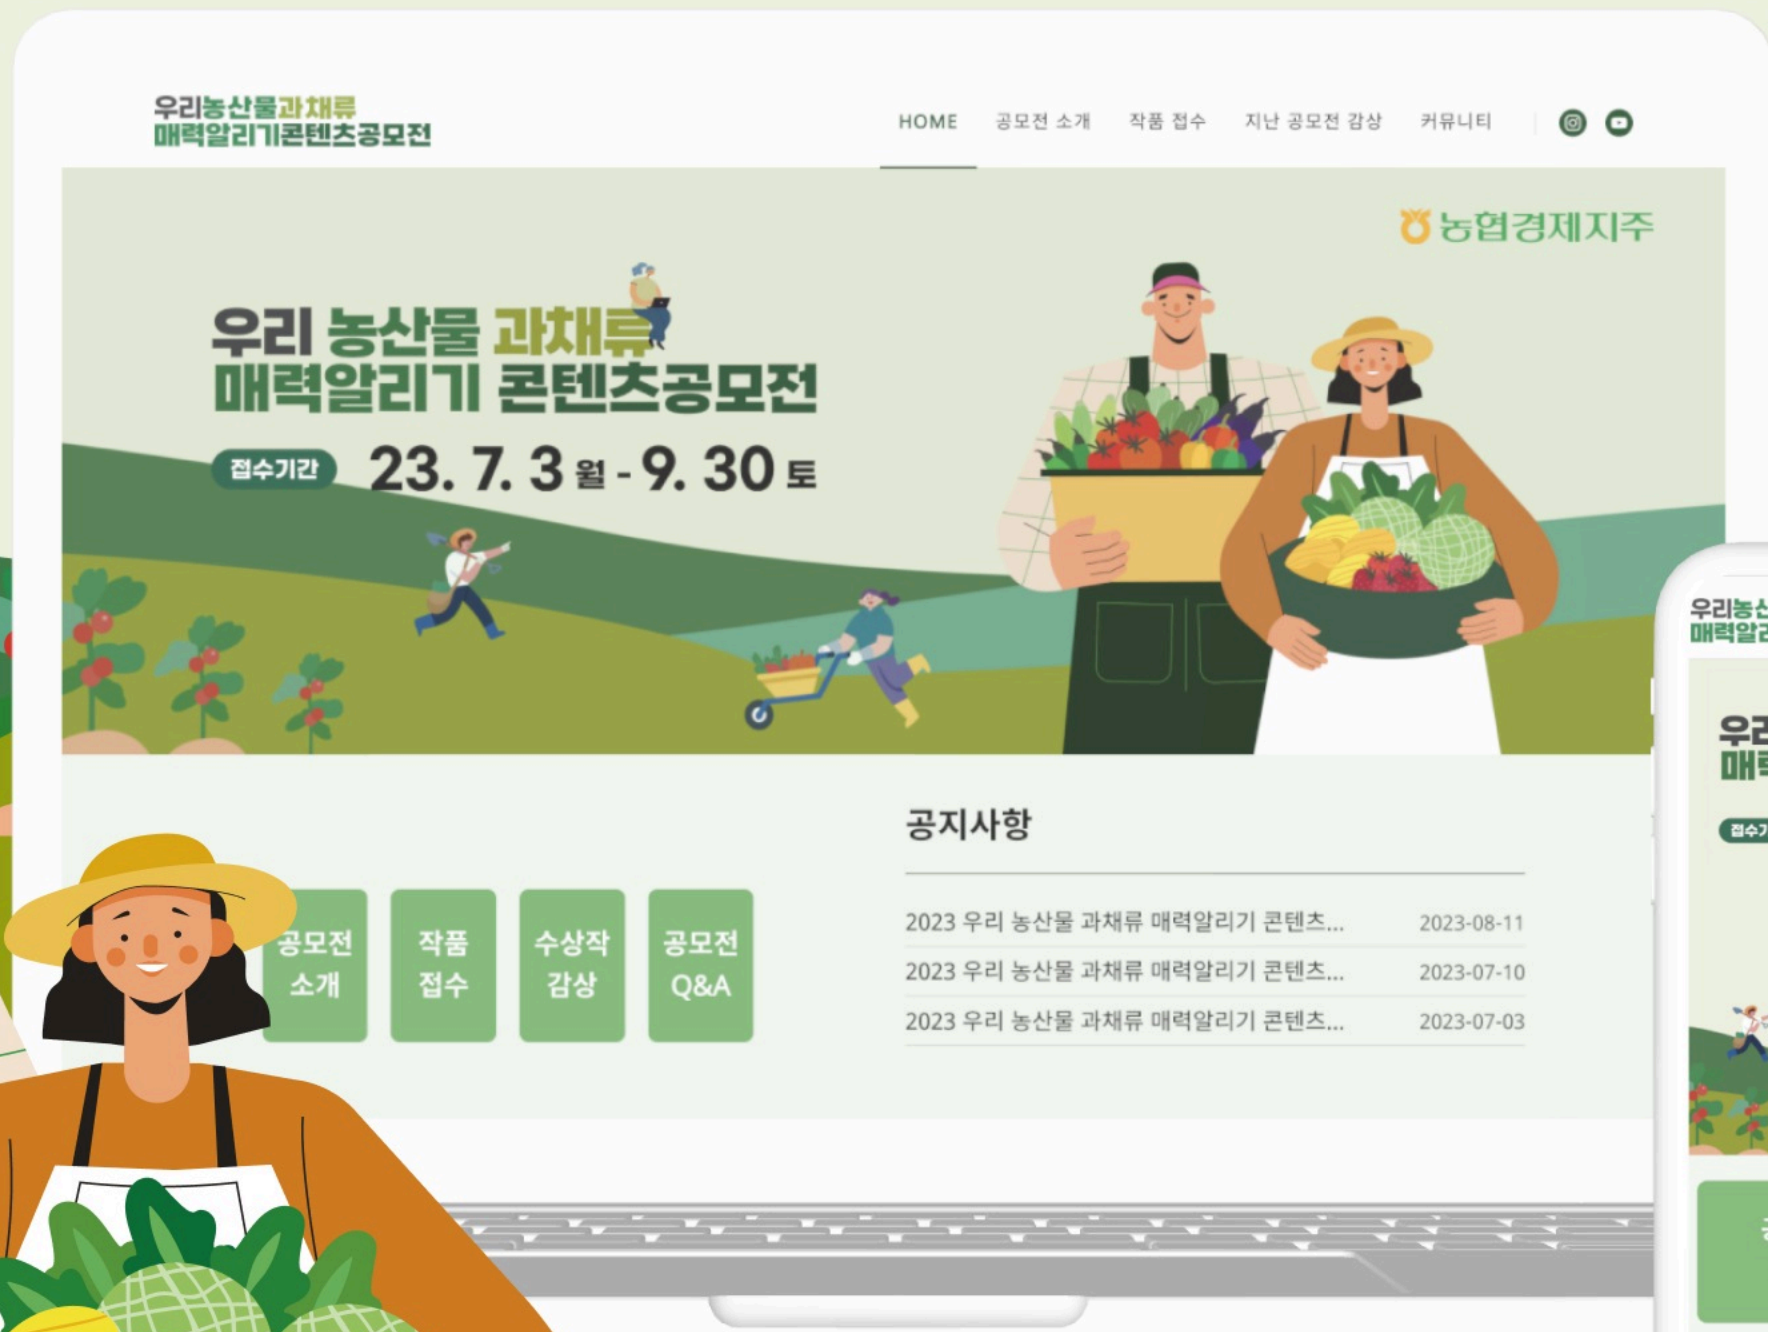 우리농산물과채류
매력알리기콘텐츠공모전
HOME 공모전 소개 작품 접수 지난 공모전 감상 커뮤니티
농협경제지주
우리 농산물 과채류
매력알리기 콘텐츠공모전
접수기간 23. 7. 3 월 - 9. 30 토
공모전
소개
작품
접수
수상작
감상
공모전
Q&A
공지사항
2023 우리 농산물 과채류 매력알리기 콘텐츠... 2023-08-11
2023 우리 농산물 과채류 매력알리기 콘텐츠... 2023-07-10
2023 우리 농산물 과채류 매력알리기 콘텐츠... 2023-07-03